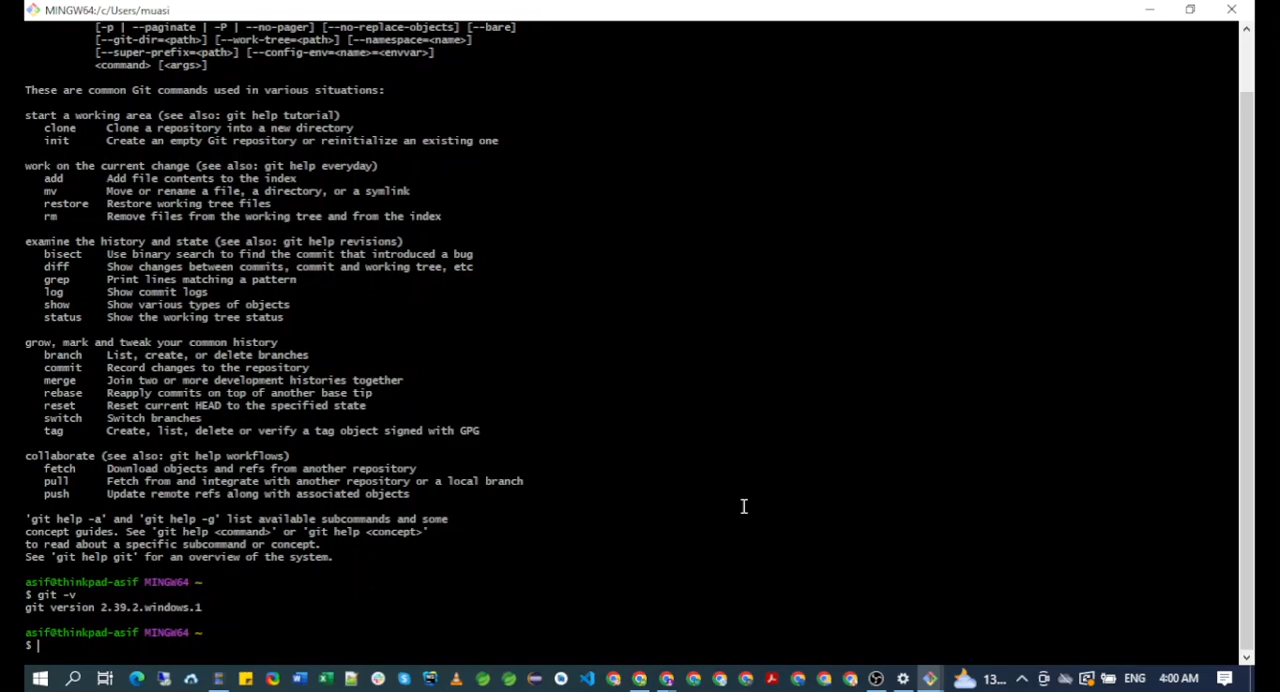 MINGW64:/c/Users/muasi
[-p | --paginate | -P | --no-pager] [--no-replace-objects] [--bare]
[--git-dir=<path>] [--work-tree=<path>] [--namespace=<name>]
[--super-prefix=<path>] [--config-env=<name>=<envvar>]
<command> [<args>]
These are common Git commands used in various situations:
start a working area (see also: git help tutorial)
clone Clone a repository into a new directory
init Create an empty Git repository or reinitialize an existing one
work on the current change (see also: git help everyday)
add Add file contents to the index
mv Move or rename a file, a directory, or a symlink
restore Restore working tree files
rm Remove files from the working tree and from the index
examine the history and state (see also: git help revisions)
bisect Use binary search to find the commit that introduced a bug
diff Show changes between commits, commit and working tree, etc
grep Print lines matching a pattern
log Show commit logs
show Show various types of objects
status Show the working tree status
grow, mark and tweak your common history
branch List, create, or delete branches
commit Record changes to the repository
merge Join two or more development histories together
rebase Reapply commits on top of another base tip
reset Reset current HEAD to the specified state
switch Switch branches
tag Create, list, delete or verify a tag object signed with GPG
collaborate (see also: git help workflows)
fetch Download objects and refs from another repository
pull Fetch from and integrate with another repository or a local branch
push Update remote refs along with associated objects
'git help -a' and 'git help -g' list available subcommands and some
concept guides. See 'git help <command>' or 'git help <concept>'
to read about a specific subcommand or concept.
See 'git help git' for an overview of the system.
asif@thinkpad-asif MINGW64 ~
$ git -v
git version 2.39.2.windows.1
asif@thinkpad-asif MINGW64 ~
$
13... ENG 4:00 AM